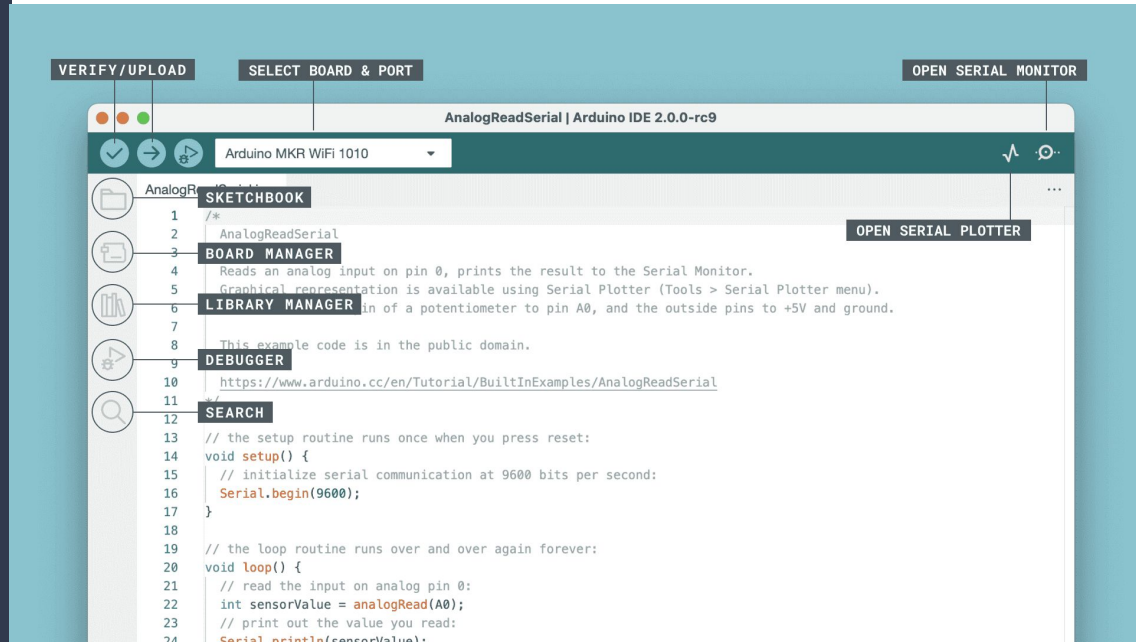 VERIFY/UPLOAD
SELECT BOARD & PORT
OPEN SERIAL MONITOR
AnalogReadSerial | Arduino IDE 2.0.0-rc9
Arduino MKR WiFi 1010
AnalogR
SKETCHBOOK
1 /*
OPEN SERIAL PLOTTER
2 AnalogReadSerial
3
BOARD MANAGER
4 Reads an analog input on pin 0, prints the result to the Serial Monitor.
5 Graphical representation is available using Serial Plotter (Tools > Serial Plotter menu).
LIBRARY MANAGER
6 in of a potentiometer to pin A0, and the outside pins to +5V and ground.
7
8 This example code is in the public domain.
DEBUGGER
9
10 https://www.arduino.cc/en/Tutorial/BuiltInExamples/AnalogReadSerial
11 */
SEARCH
12
13 // the setup routine runs once when you press reset:
14 void setup() {
15 // initialize serial communication at 9600 bits per second:
16 Serial.begin(9600);
17 }
18
19 // the loop routine runs over and over again forever:
20 void loop() {
21 // read the input on analog pin 0:
22 int sensorValue = analogRead(A0);
23 // print out the value you read:
24 Serial.println(sensorValue);